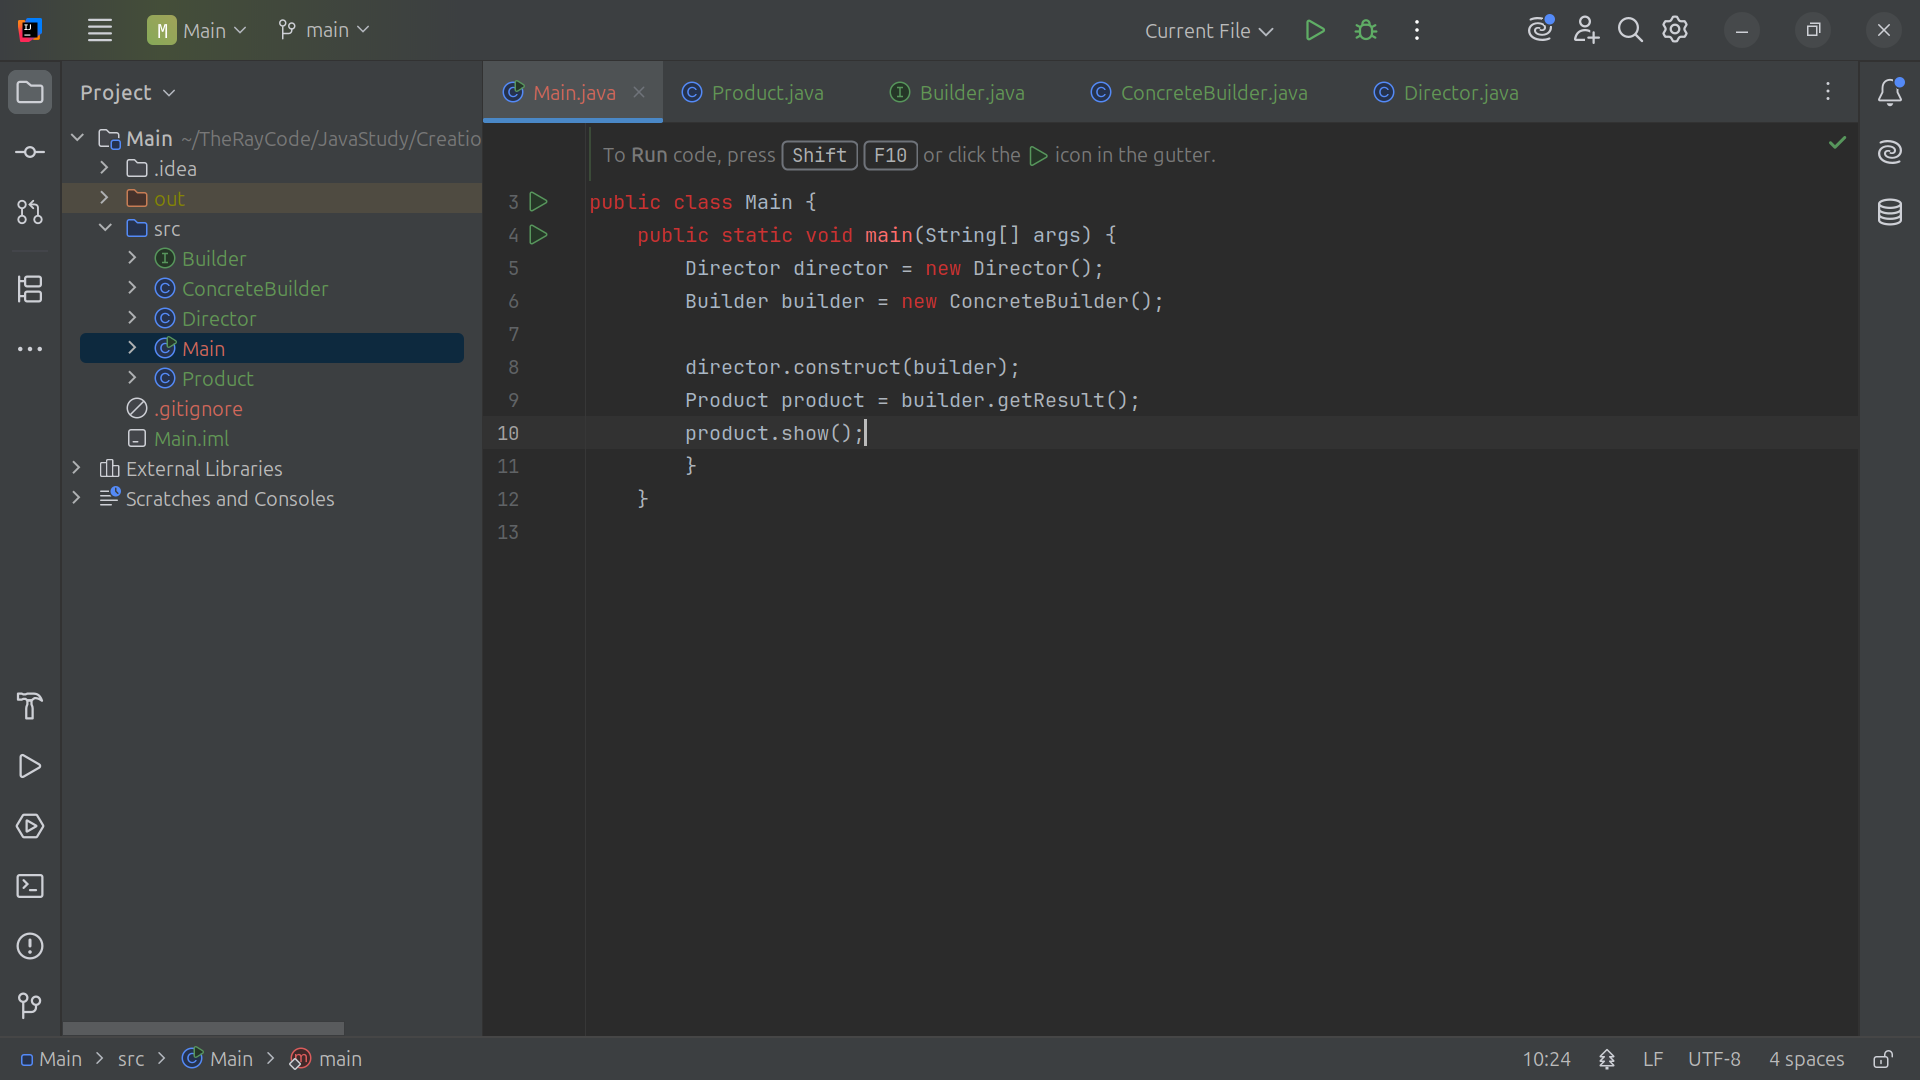 M Main main Current File
Project
Main ~/TheRayCode/JavaStudy/Creatio
.idea
out
src
Builder
ConcreteBuilder
Director
Main
Product
.gitignore
Main.iml
External Libraries
Scratches and Consoles
Main.java Product.java Builder.java ConcreteBuilder.java Director.java
To Run code, press Shift F10 or click the icon in the gutter.
3 public class Main {
4 public static void main(String[] args) {
5 Director director = new Director();
6 Builder builder = new ConcreteBuilder();
7
8 director.construct(builder);
9 Product product = builder.getResult();
10 product.show();
11 }
12 }
13
Main > src > Main > main 10:24 LF UTF-8 4 spaces